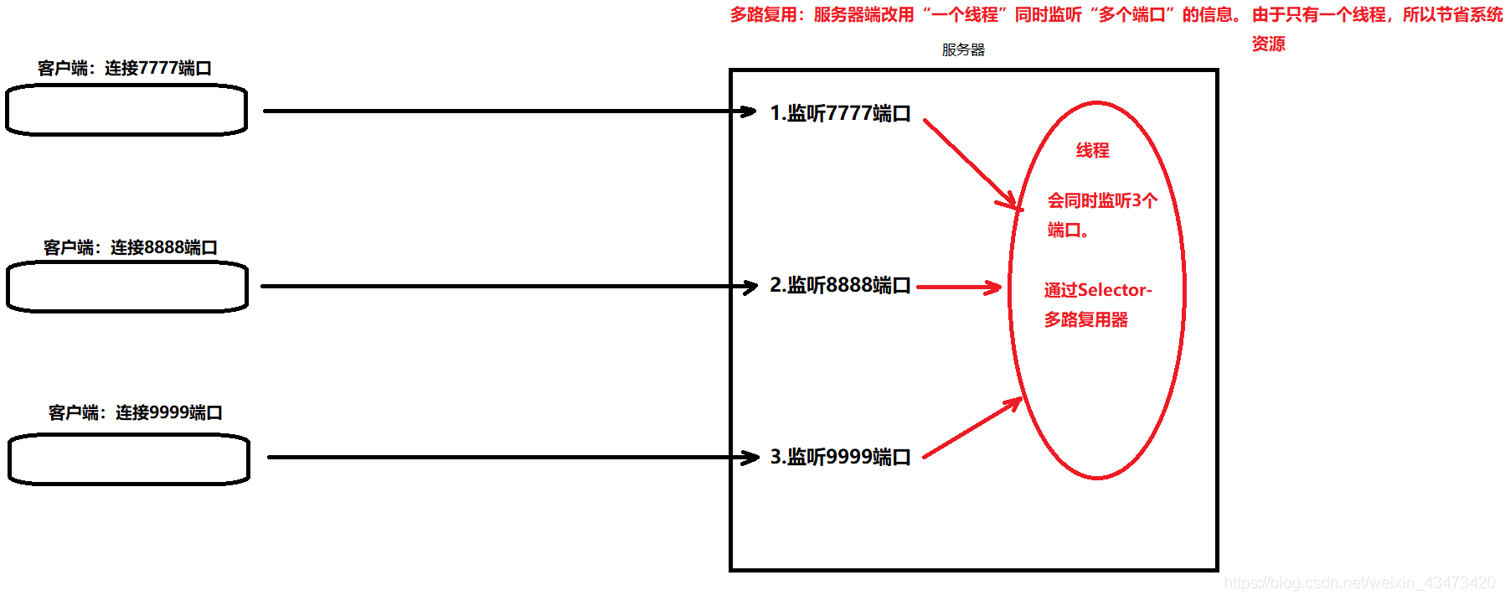 多路复用：服务器端改用“一个线程”同时监听“多个端口”的信息。由于只有一个线程，所以节省系统
资源
服务器
客户端：连接7777端口
1.监听7777端口
线程
会同时监听3个
端口。
客户端：连接8888端口
2.监听8888端口
通过Selector-
多路复用器
客户端：连接9999端口
3.监听9999端口
https://blog.csdn.net/weixin_43473420